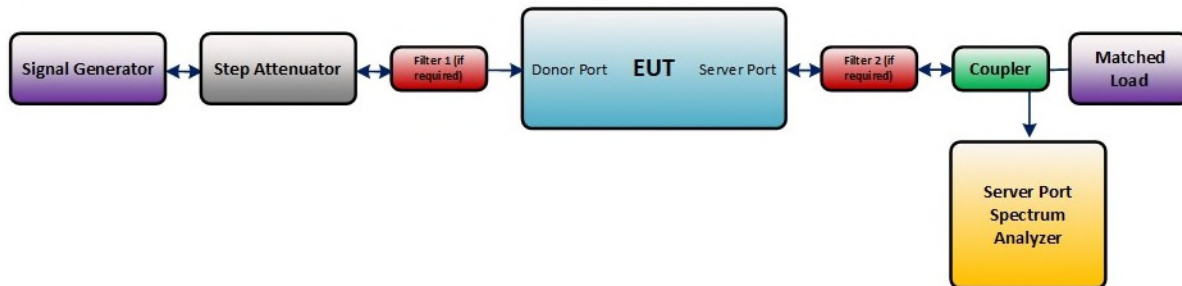 Signal Generator
Step Attenuator
Filter 1 (if
required)
Donor Port
EUT
Server Port
Filter 2 (if
required)
Coupler
Matched
Load
Server Port
Spectrum
Analyzer